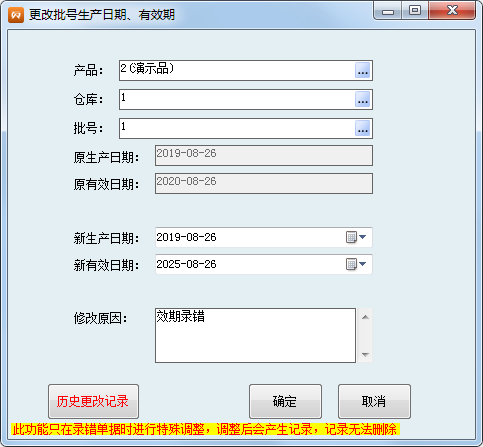 更改批号生产日期、有效期
产品： 2(演示品) ...
仓库： 1 ...
批号： 1 ...
原生产日期： 2019-08-26
原有效日期： 2020-08-26
新生产日期： 2019-08-26
新有效日期： 2025-08-26
修改原因： 效期录错
历史更改记录 确定 取消
此功能只在录错单据时进行特殊调整，调整后会产生记录，记录无法删除